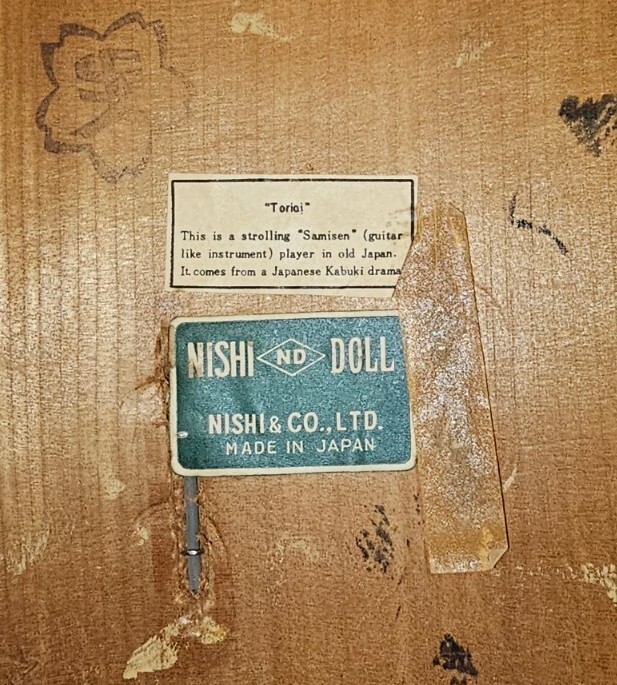 "Torioi"
This is a strolling "Samisen" (guitar
like instrument) player in old Japan.
It comes from a Japanese Kabuki drama
NISHI ND DOLL
NISHI & CO., LTD.
MADE IN JAPAN